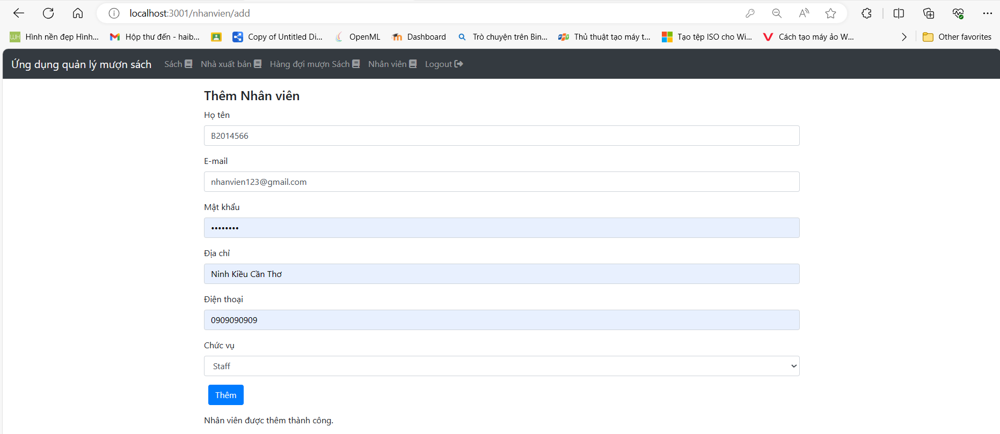 localhost:3001/nhanvien/add
Hình nền đẹp Hình... Hộp thư đến - haib... Copy of Untitled Di... OpenML Dashboard Trò chuyện trên Bin... Thủ thuật tạo máy t... Tạo tệp ISO cho Wi... Cách tạo máy ảo W... Other favorites
Ứng dụng quản lý mượn sách Sách Nhà xuất bản Hàng đợi mượn Sách Nhân viên Logout
Thêm Nhân viên
Họ tên
B2014566
E-mail
nhanvien123@gmail.com
Mật khẩu
••••••••
Địa chỉ
Ninh Kiều Cần Thơ
Điện thoại
0909090909
Chức vụ
Staff
Thêm
Nhân viên được thêm thành công.